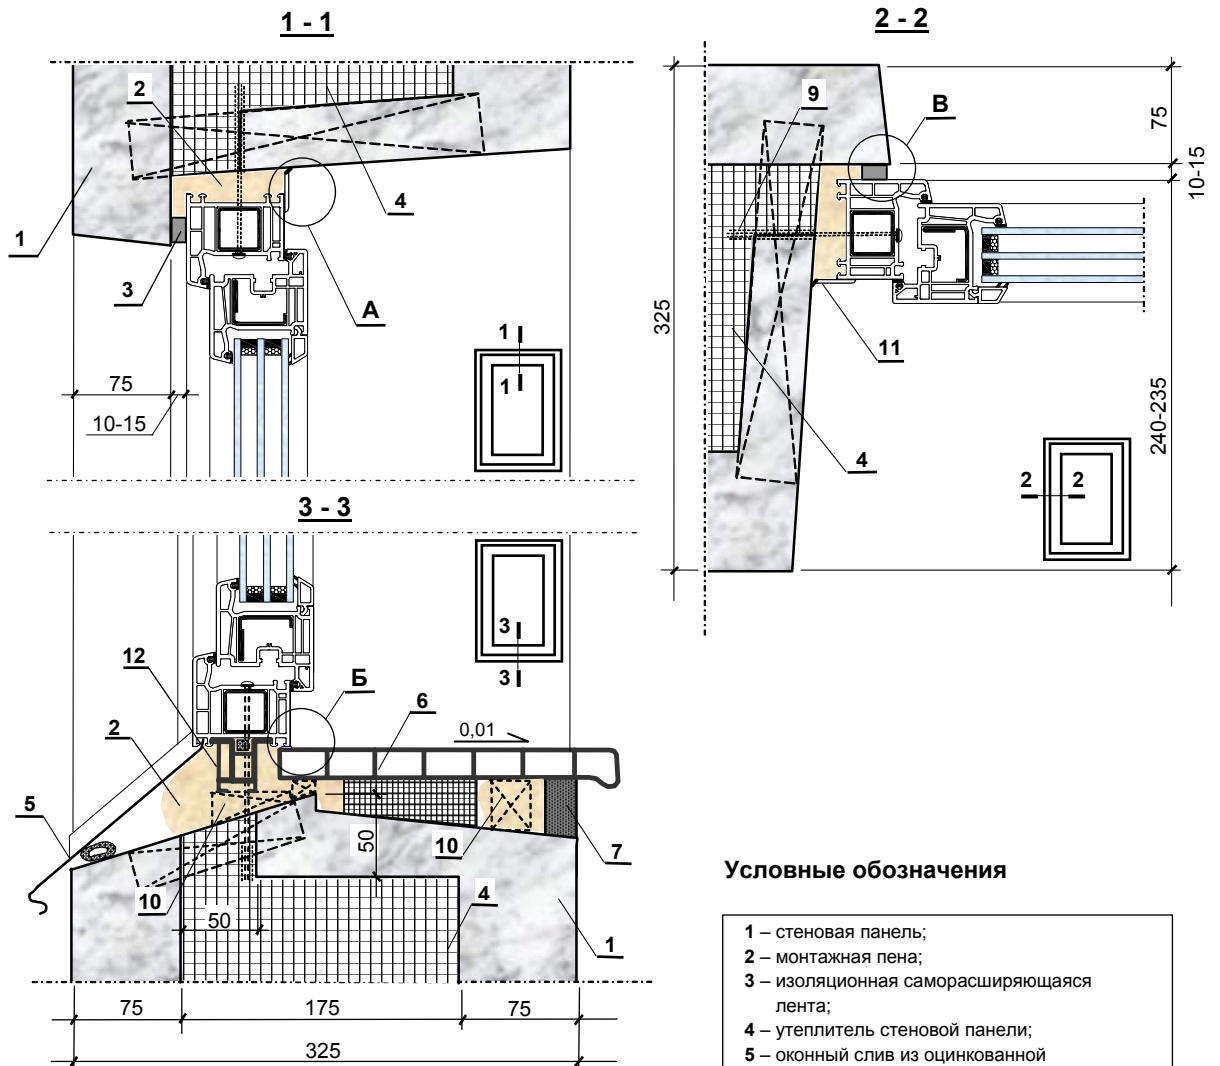 1 - 1
2
4
1
3
А
75
10-15
1
1
2 - 2
9
В
75
10-15
325
11
4
240-235
2 2
3 - 3
3
3
12
Б
2
6
0,01
5
50
10
7
10
50
4
1
75 175 75
325
Условные обозначения
1 – стеновая панель;
2 – монтажная пена;
3 – изоляционная саморасширяющаяся
лента;
4 – утеплитель стеновой панели;
5 – оконный слив из оцинкованной